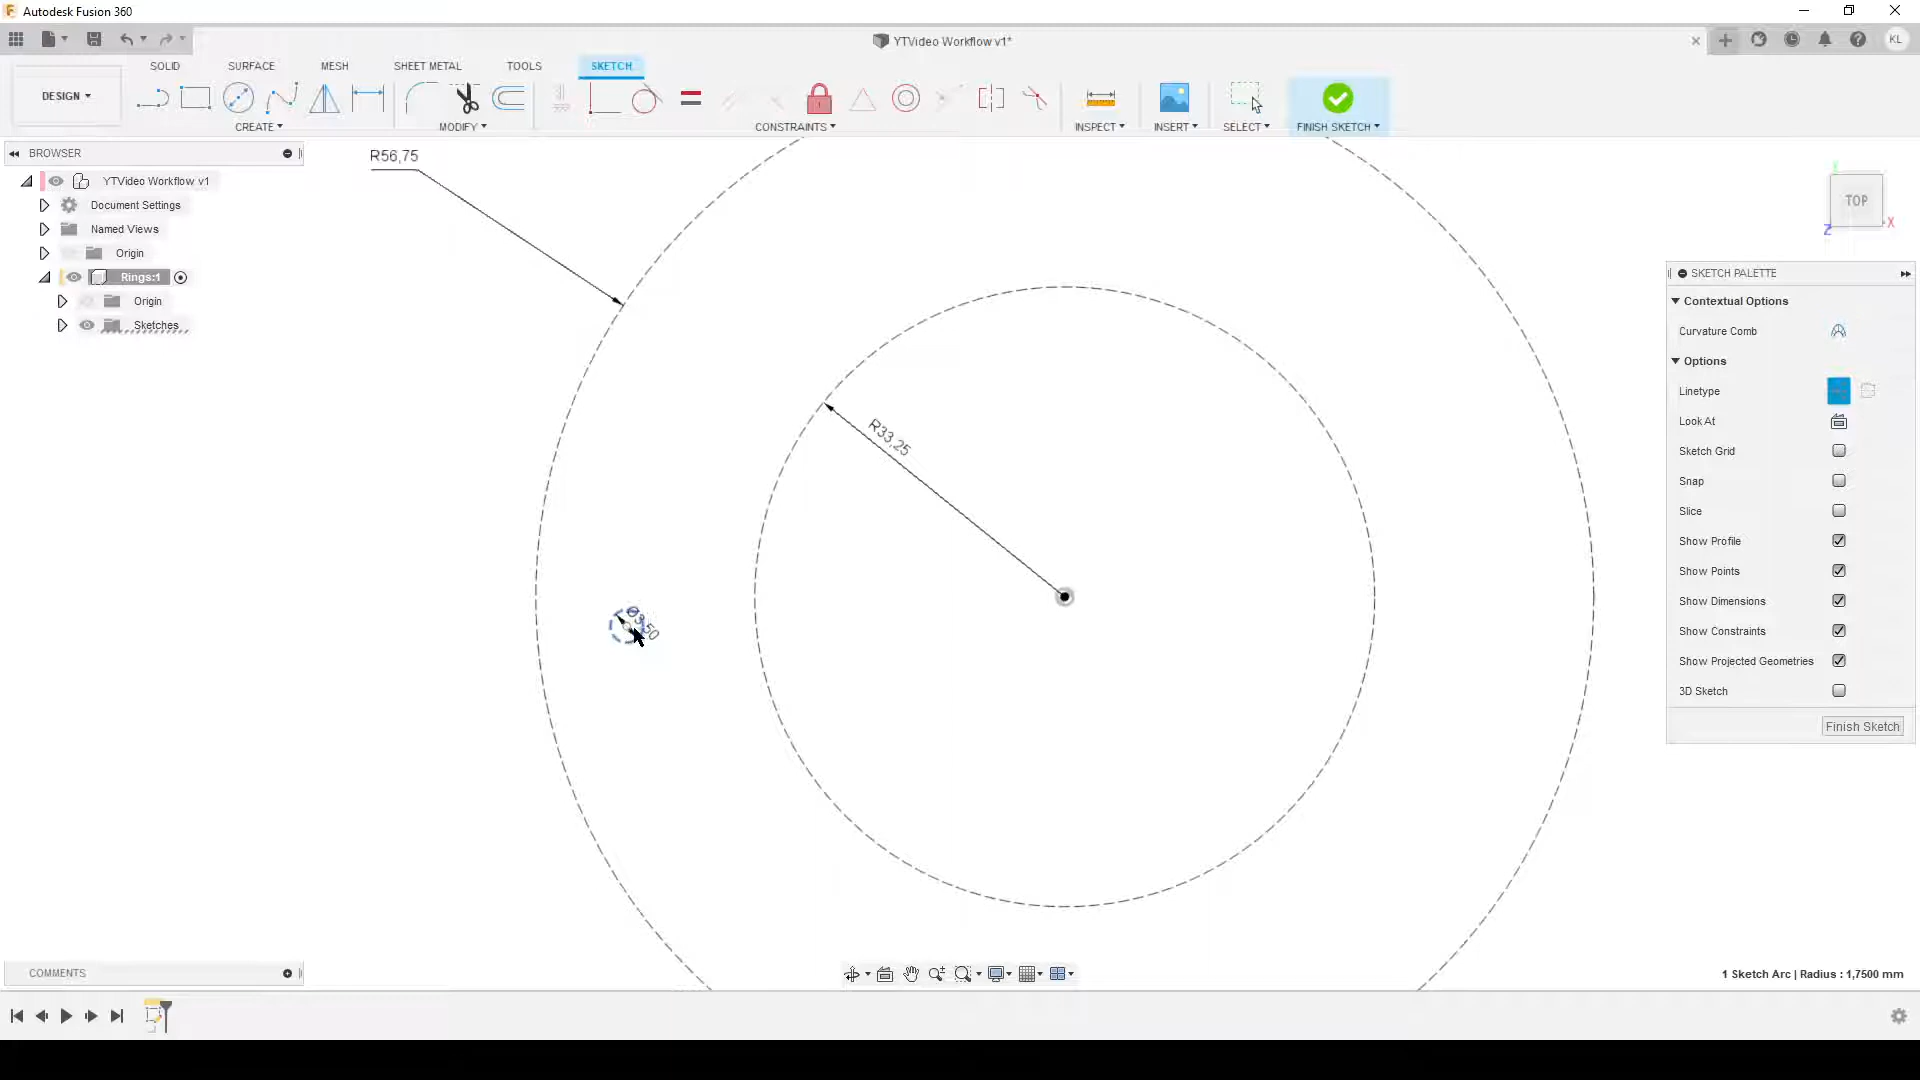 Autodesk Fusion 360
YTVideo Workflow v1*
KL
SOLID
SURFACE
MESH
SHEET METAL
TOOLS
SKETCH
DESIGN
CREATE
MODIFY
CONSTRAINTS
INSPECT
INSERT
SELECT
FINISH SKETCH
BROWSER
YTVideo Workflow v1
Document Settings
Named Views
Origin
Rings:1
Origin
Sketches
R56,75
R33,25
Ø3,50
TOP
X
Z
SKETCH PALETTE
Contextual Options
Curvature Comb
Options
Linetype
Look At
Sketch Grid
Snap
Slice
Show Profile
Show Points
Show Dimensions
Show Constraints
Show Projected Geometries
3D Sketch
Finish Sketch
COMMENTS
1 Sketch Arc | Radius : 1,7500 mm